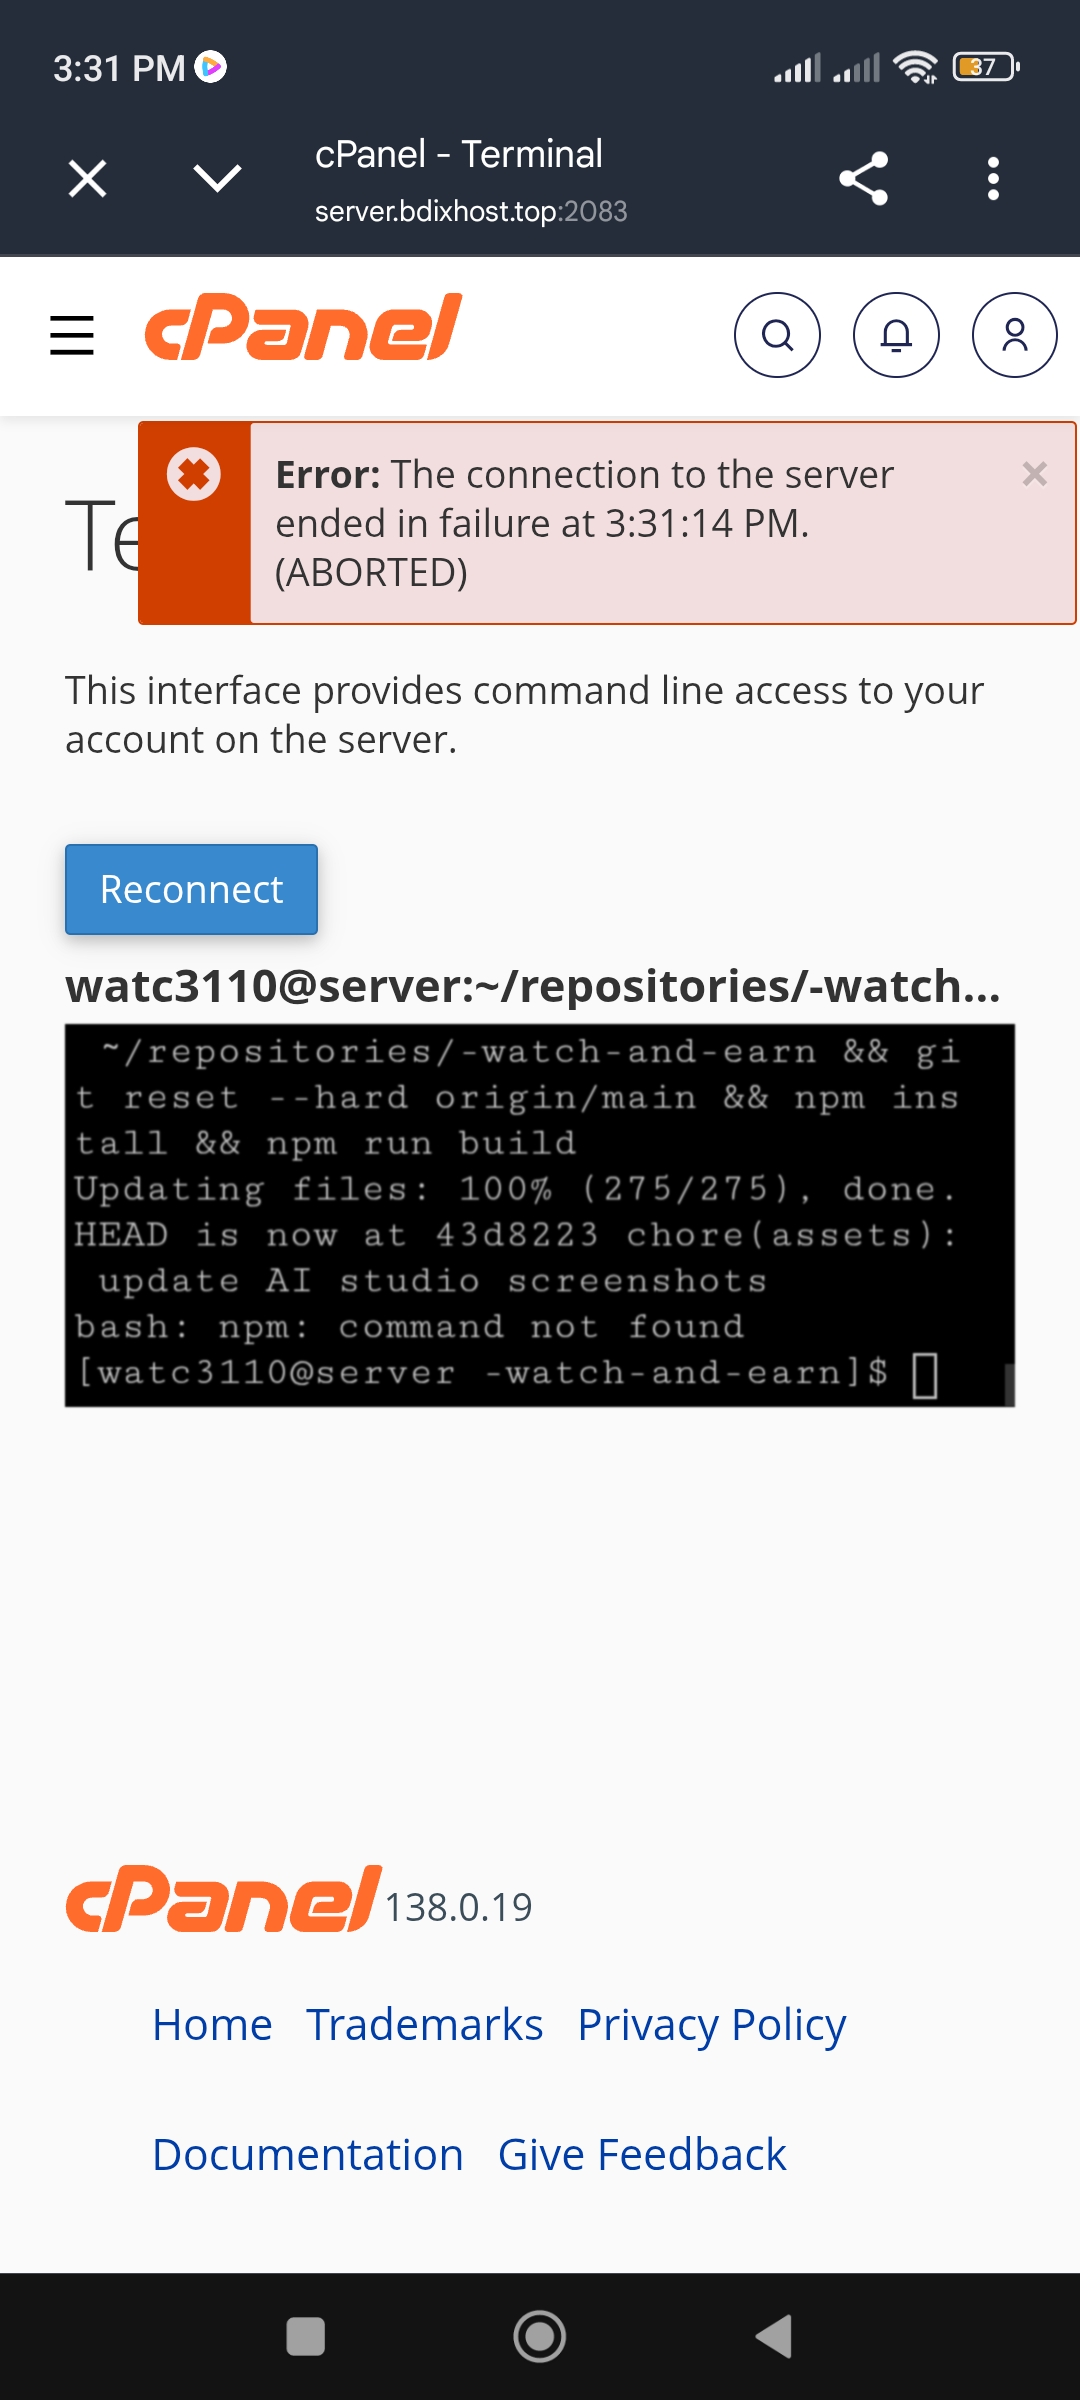 3:31 PM
37
cPanel - Terminal
server.bdixhost.top:2083
cPanel
Te
Error: The connection to the server
ended in failure at 3:31:14 PM.
(ABORTED)
This interface provides command line access to your
account on the server.
Reconnect
watc3110@server:~/repositories/-watch...
~/repositories/-watch-and-earn && gi
t reset --hard origin/main && npm ins
tall && npm run build
Updating files: 100% (275/275), done.
HEAD is now at 43d8223 chore(assets):
update AI studio screenshots
bash: npm: command not found
[watc3110@server -watch-and-earn]$
cPanel 138.0.19
Home Trademarks Privacy Policy
Documentation Give Feedback